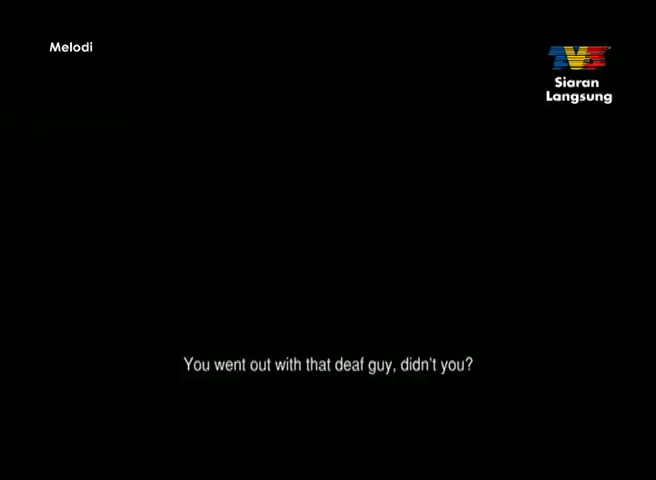 Melodi
TV3
Siaran
Langsung
You went out with that deaf guy, didn't you?